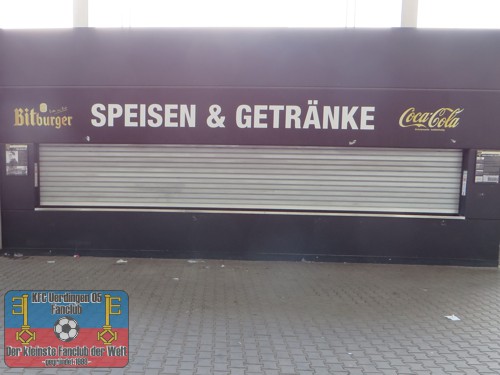 Bitburger
SPEISEN & GETRÄNKE
Coca-Cola
KFC Uerdingen 05
Fanclub
Der kleinste Fanclub der Welt